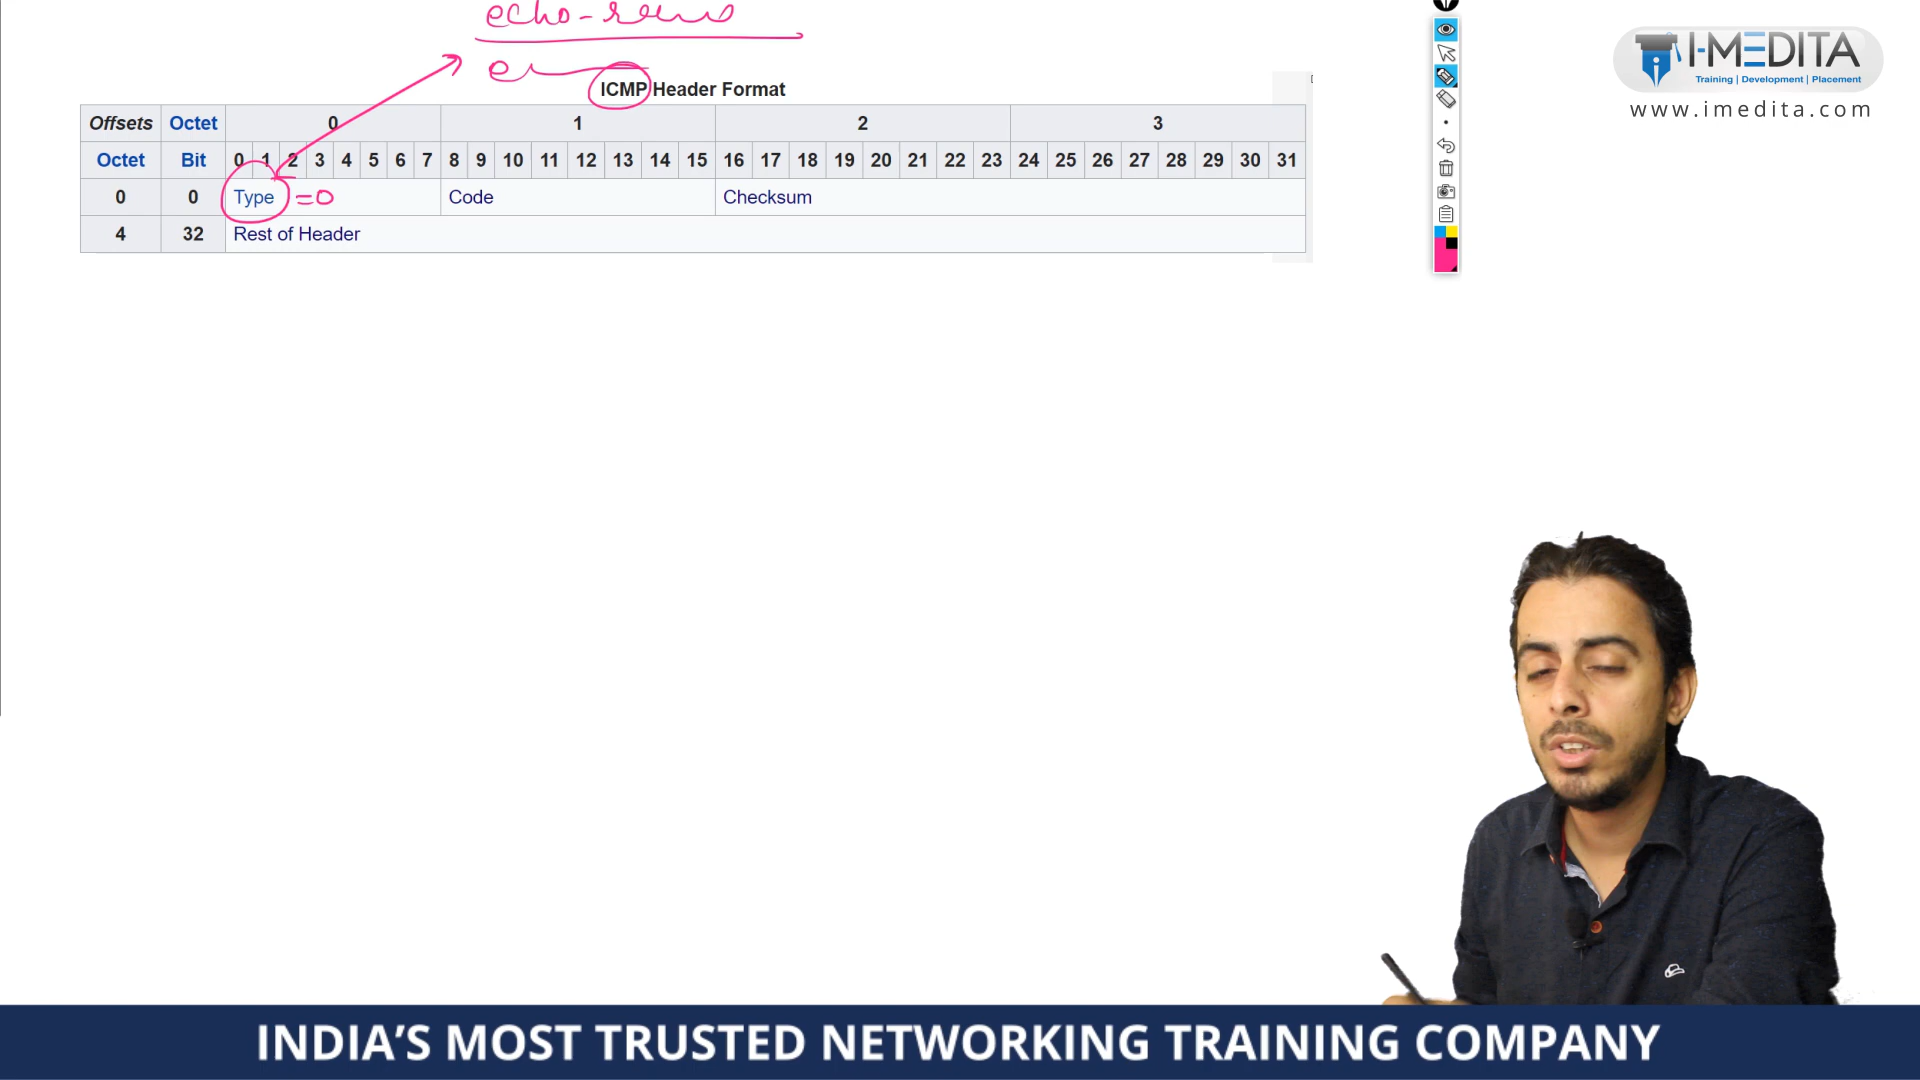 echo-
ICMP Header Format
I-MEDITA
Training | Development | Placement
www.imedita.com
Offsets Octet 0 1 2 3
Octet Bit 0 1 2 3 4 5 6 7 8 9 10 11 12 13 14 15 16 17 18 19 20 21 22 23 24 25 26 27 28 29 30 31
0 0 Type =0 Code Checksum
4 32 Rest of Header
INDIA'S MOST TRUSTED NETWORKING TRAINING COMPANY